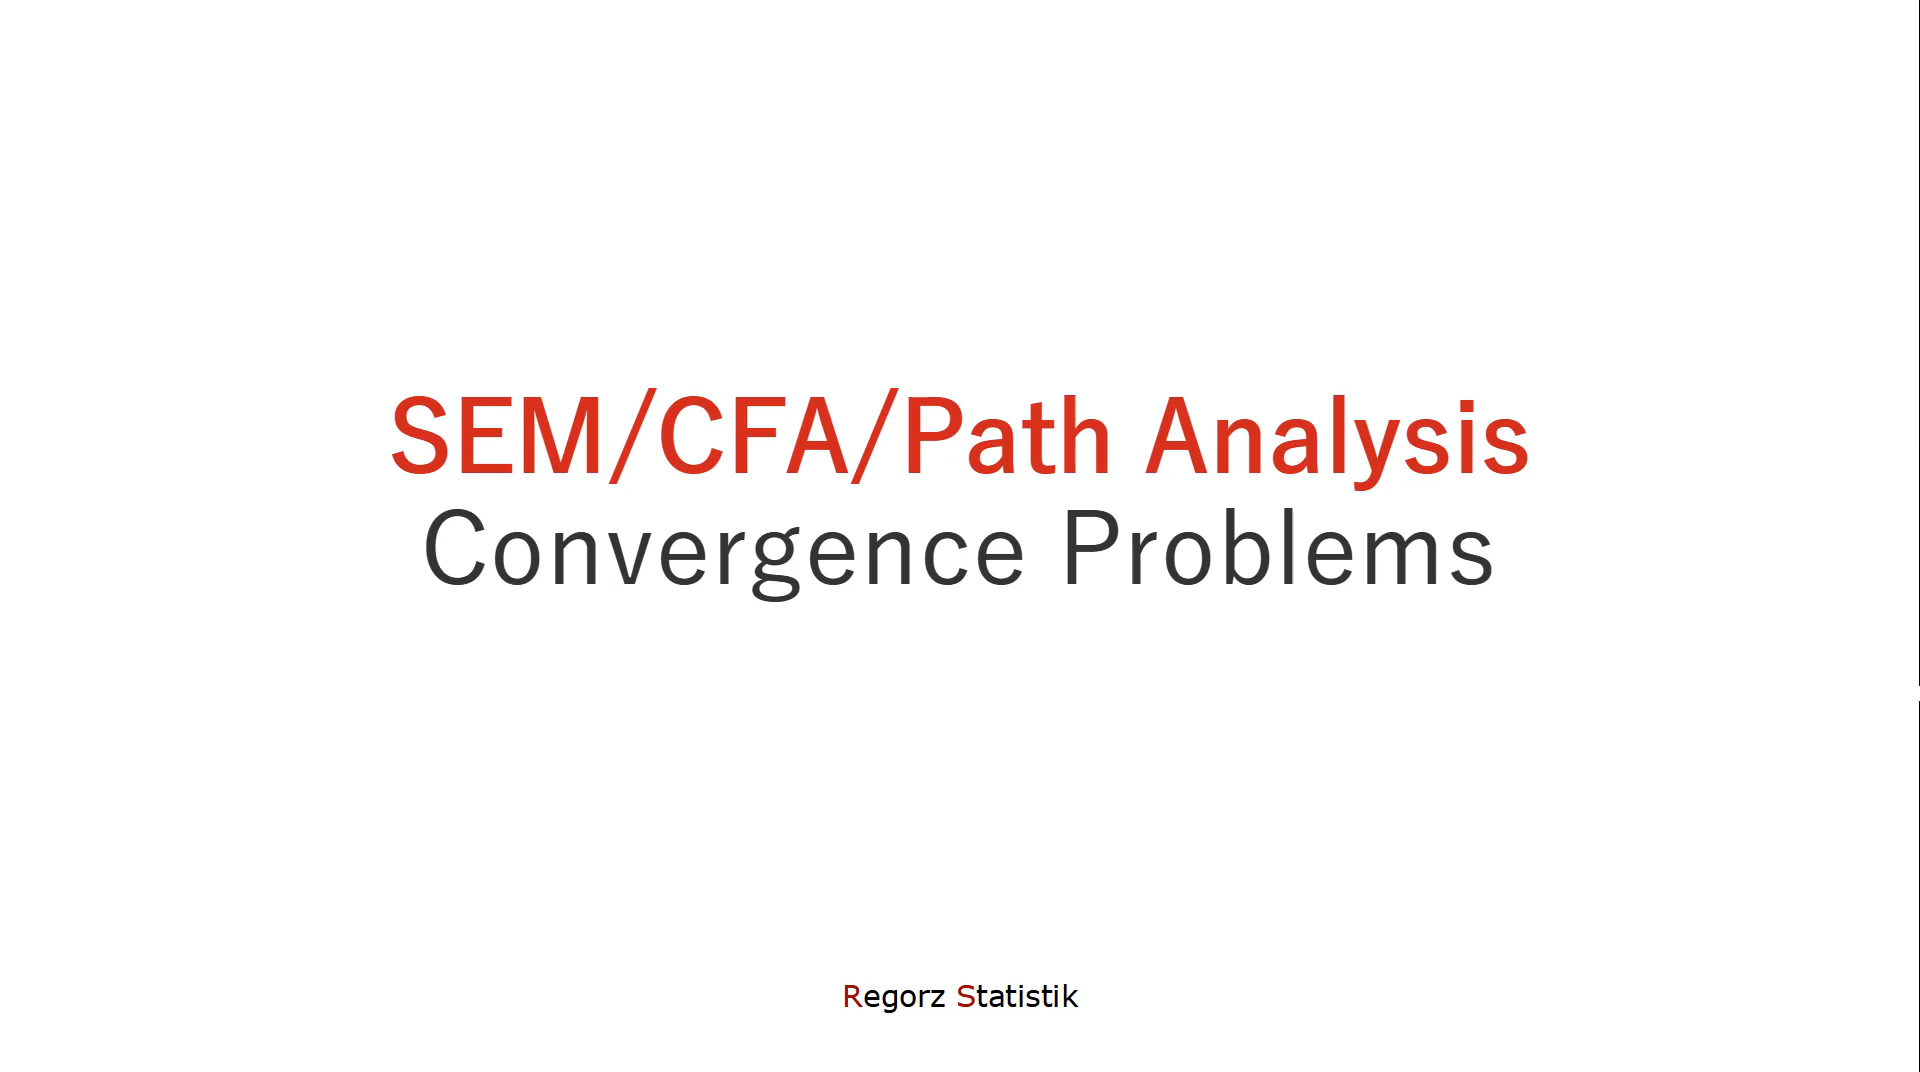 SEM/CFA/Path Analysis
Convergence Problems
Regorz Statistik